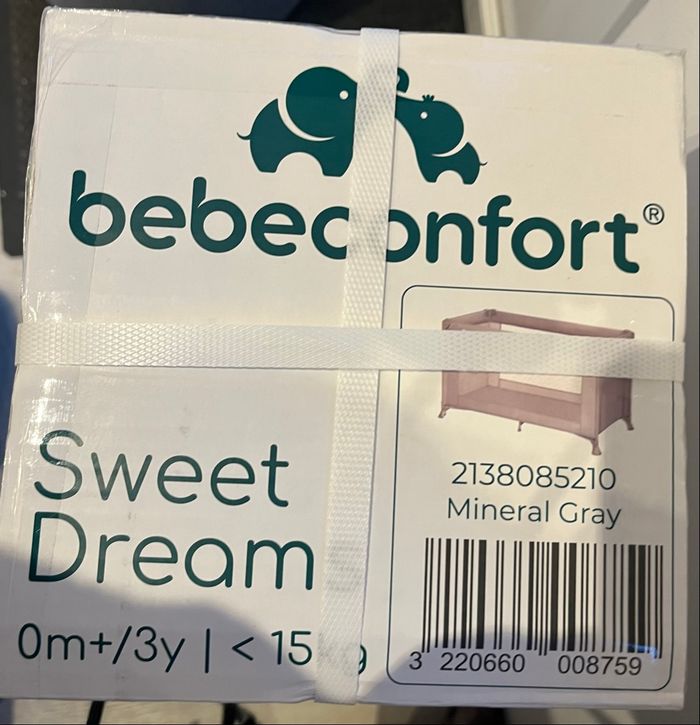 bebeconfort®
Sweet
Dream
0m+/3y | < 15
2138085210
Mineral Gray
3 220660 008759